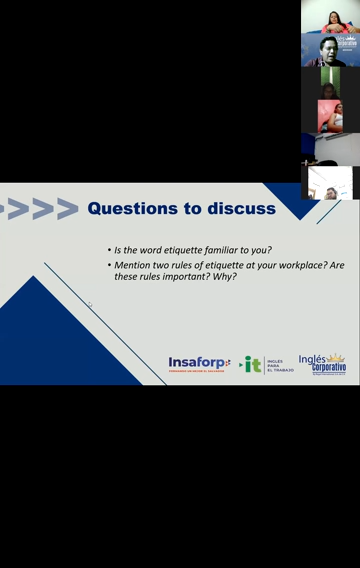 Questions to discuss
• Is the word etiquette familiar to you?
• Mention two rules of etiquette at your workplace? Are
these rules important? Why?
Insaforp
it
INGLÉS
PARA
EL TRABAJO
Inglés
Corporativo